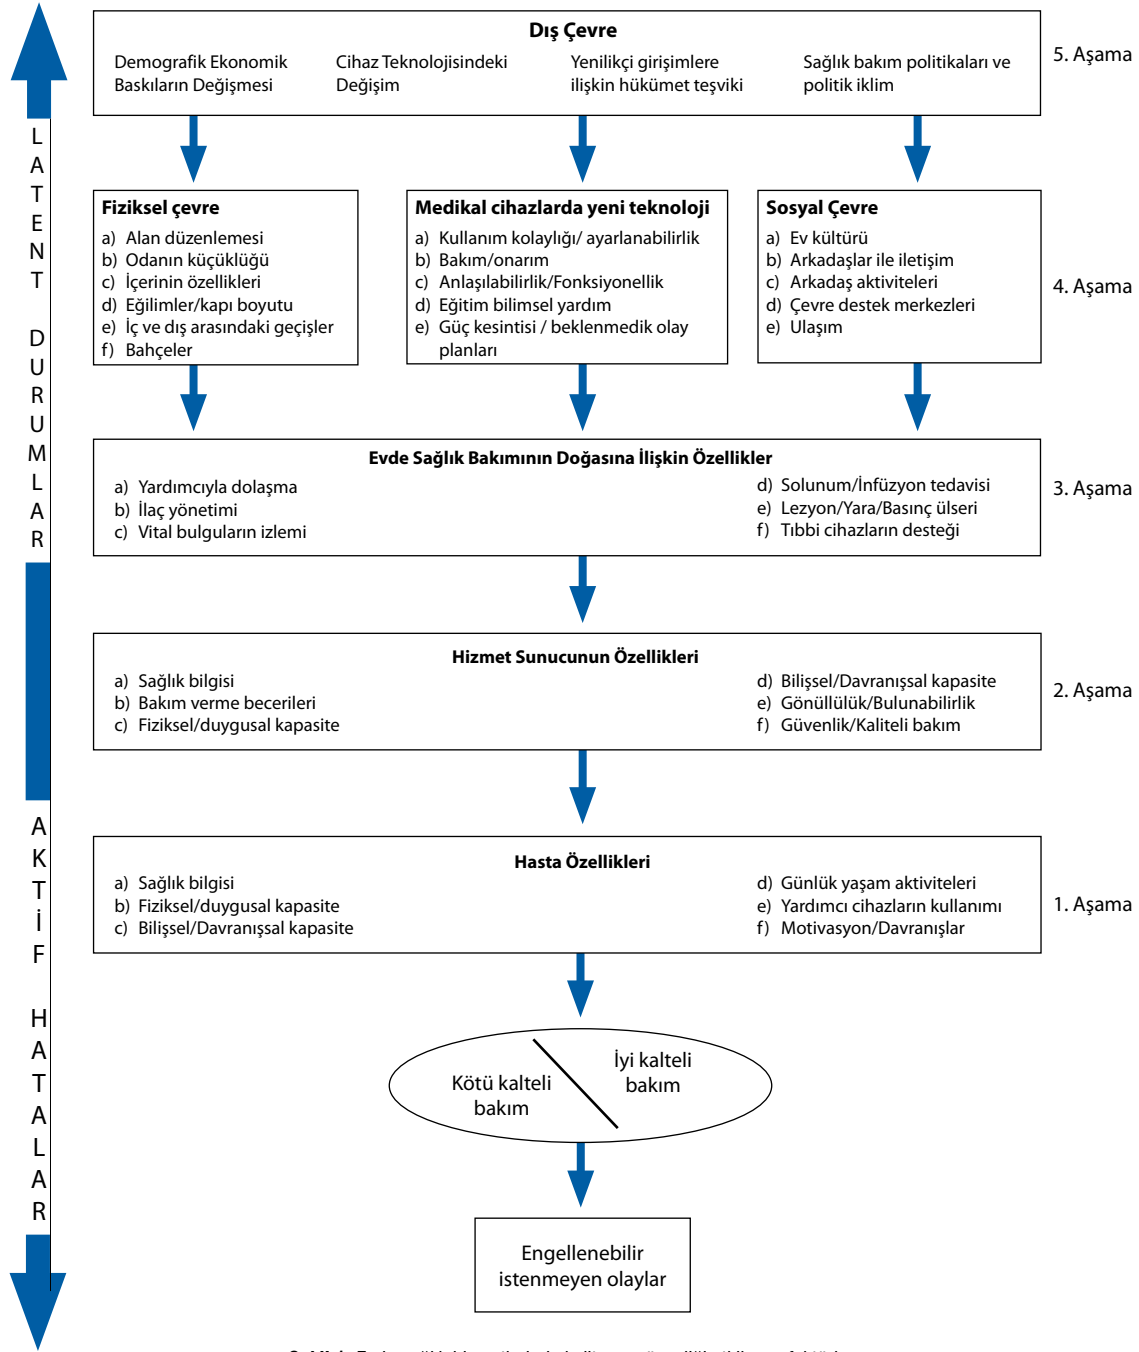 Dış Çevre
Demografik Ekonomik
Baskıların Değişmesi
Cihaz Teknolojisindeki
Değişim
Yenilikçi girişimlere
ilişkin hükümet teşviki
Sağlık bakım politikaları ve
politik iklim
5. Aşama
LATENT DURUMLAR
Fiziksel çevre
a) Alan düzenlemesi
b) Odanın küçüklüğü
c) İçerinin özellikleri
d) Eğilimler/kapı boyutu
e) İç ve dış arasındaki geçişler
f) Bahçeler
Medikal cihazlarda yeni teknoloji
a) Kullanım kolaylığı/ ayarlanabilirlik
b) Bakım/onarım
c) Anlaşılabilirlik/Fonksiyonellik
d) Eğitim bilimsel yardım
e) Güç kesintisi / beklenmedik olay
planları
Sosyal Çevre
a) Ev kültürü
b) Arkadaşlar ile iletişim
c) Arkadaş aktiviteleri
d) Çevre destek merkezleri
e) Ulaşım
4. Aşama
Evde Sağlık Bakımının Doğasına İlişkin Özellikler
a) Yardımcıyla dolaşma
b) İlaç yönetimi
c) Vital bulguların izlemi
d) Solunum/İnfüzyon tedavisi
e) Lezyon/Yara/Basınç ülseri
f) Tıbbi cihazların desteği
3. Aşama
Hizmet Sunucunun Özellikleri
a) Sağlık bilgisi
b) Bakım verme becerileri
c) Fiziksel/duygusal kapasite
d) Bilişsel/Davranışsal kapasite
e) Gönüllülük/Bulunabilirlik
f) Güvenlik/Kaliteli bakım
2. Aşama
AKTİF HATALAR
Hasta Özellikleri
a) Sağlık bilgisi
b) Fiziksel/duygusal kapasite
c) Bilişsel/Davranışsal kapasite
d) Günlük yaşam aktiviteleri
e) Yardımcı cihazların kullanımı
f) Motivasyon/Davranışlar
1. Aşama
Kötü kalteli
bakım
İyi kalteli
bakım
Engellenebilir
istenmeyen olaylar